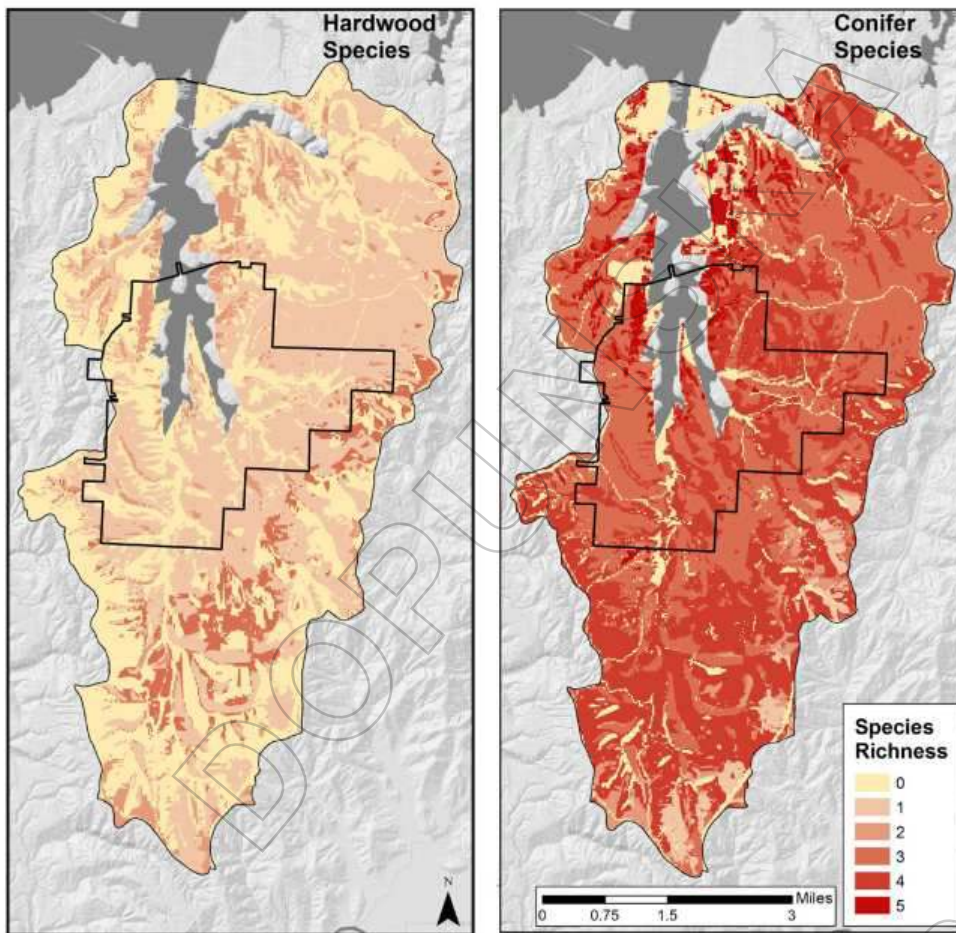 Hardwood
Species
Conifer
Species
Species
Richness
0
1
2
3
4
5
N
Miles
0 0.75 1.5 3